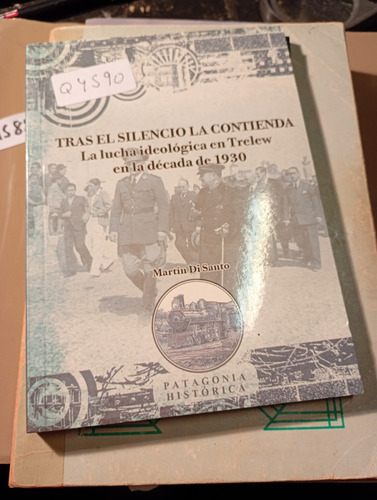 Q4590
TRAS EL SILENCIO LA CONTIENDA
La lucha ideológica en Trelew
en la década de 1930
Martín Di Santo
PATAGONIA
HISTÓRICA